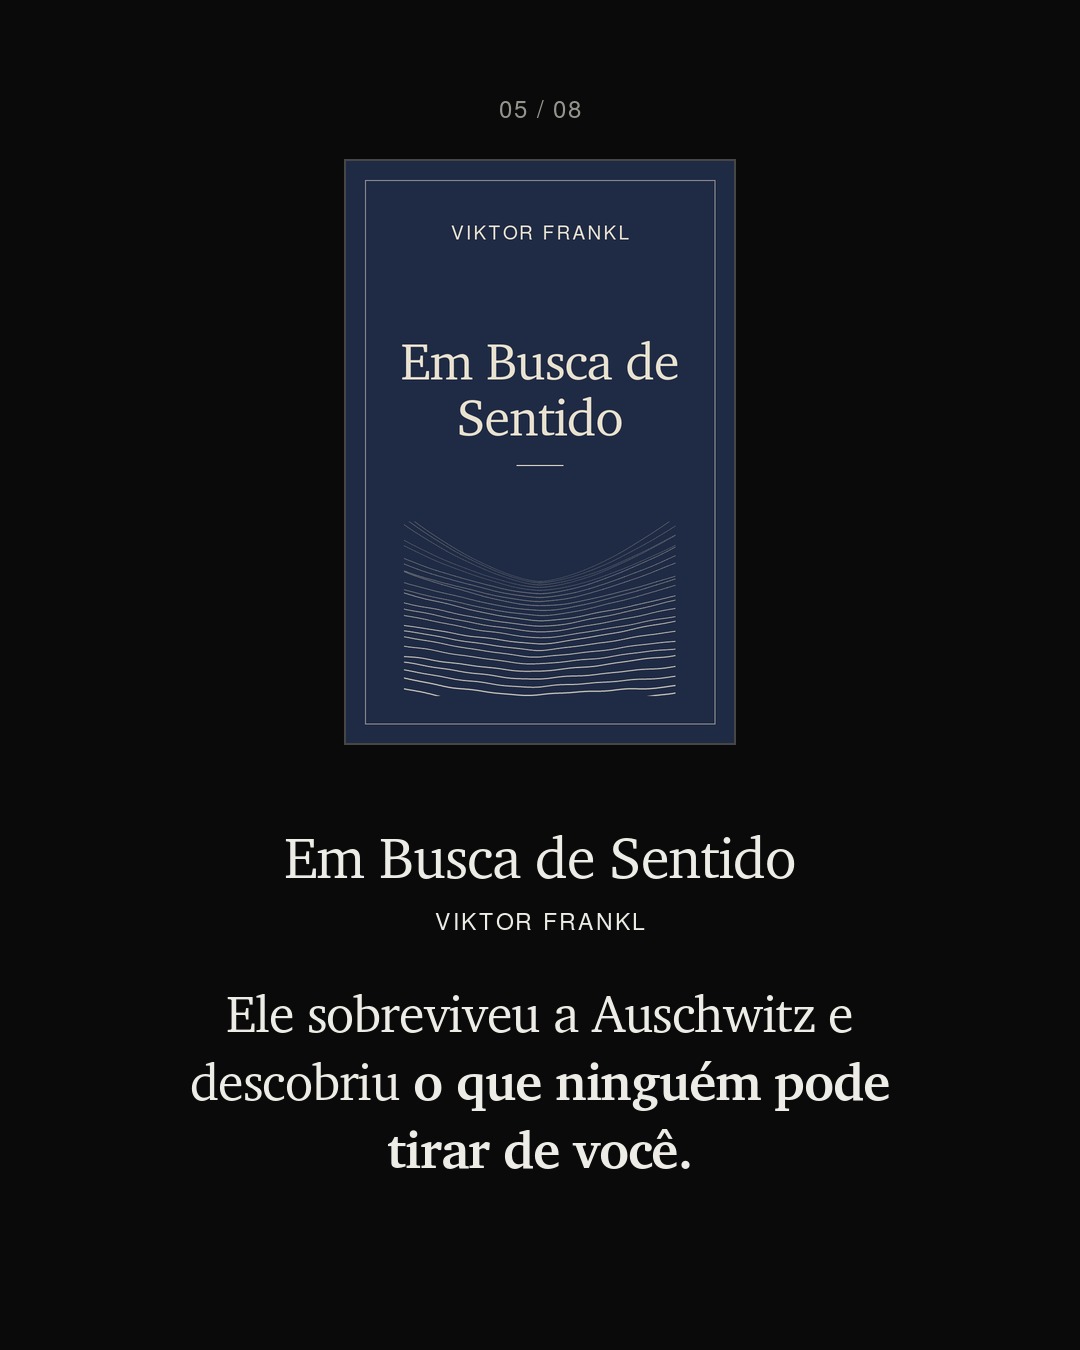 05 / 08
VIKTOR FRANKL
Em Busca de
Sentido
Em Busca de Sentido
VIKTOR FRANKL
Ele sobreviveu a Auschwitz e
descobriu o que ninguém pode
tirar de você.